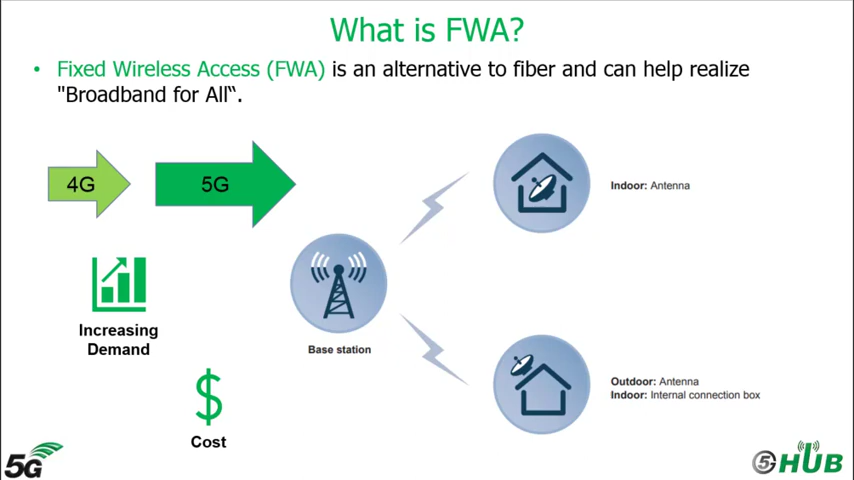 What is FWA?
• Fixed Wireless Access (FWA) is an alternative to fiber and can help realize
"Broadband for All“.
4G
5G
Indoor: Antenna
Increasing
Demand
Base station
Outdoor: Antenna
Indoor: Internal connection box
Cost
5G
5G HUB